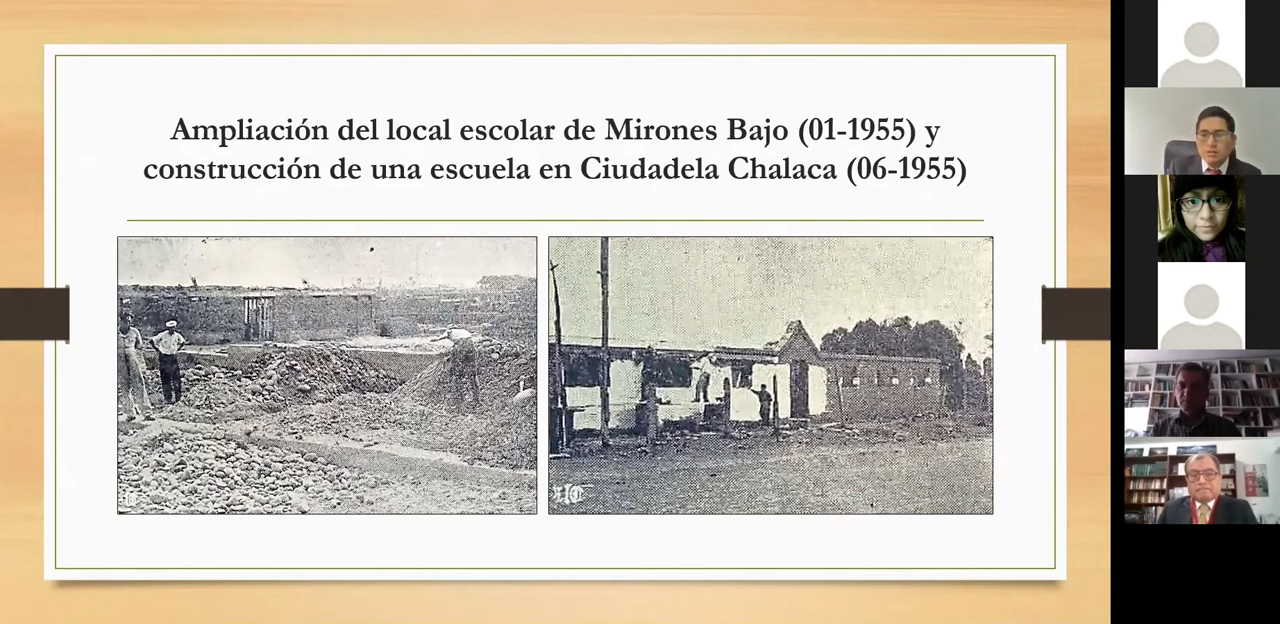 Ampliación del local escolar de Mirones Bajo (01-1955) y
construcción de una escuela en Ciudadela Chalaca (06-1955)